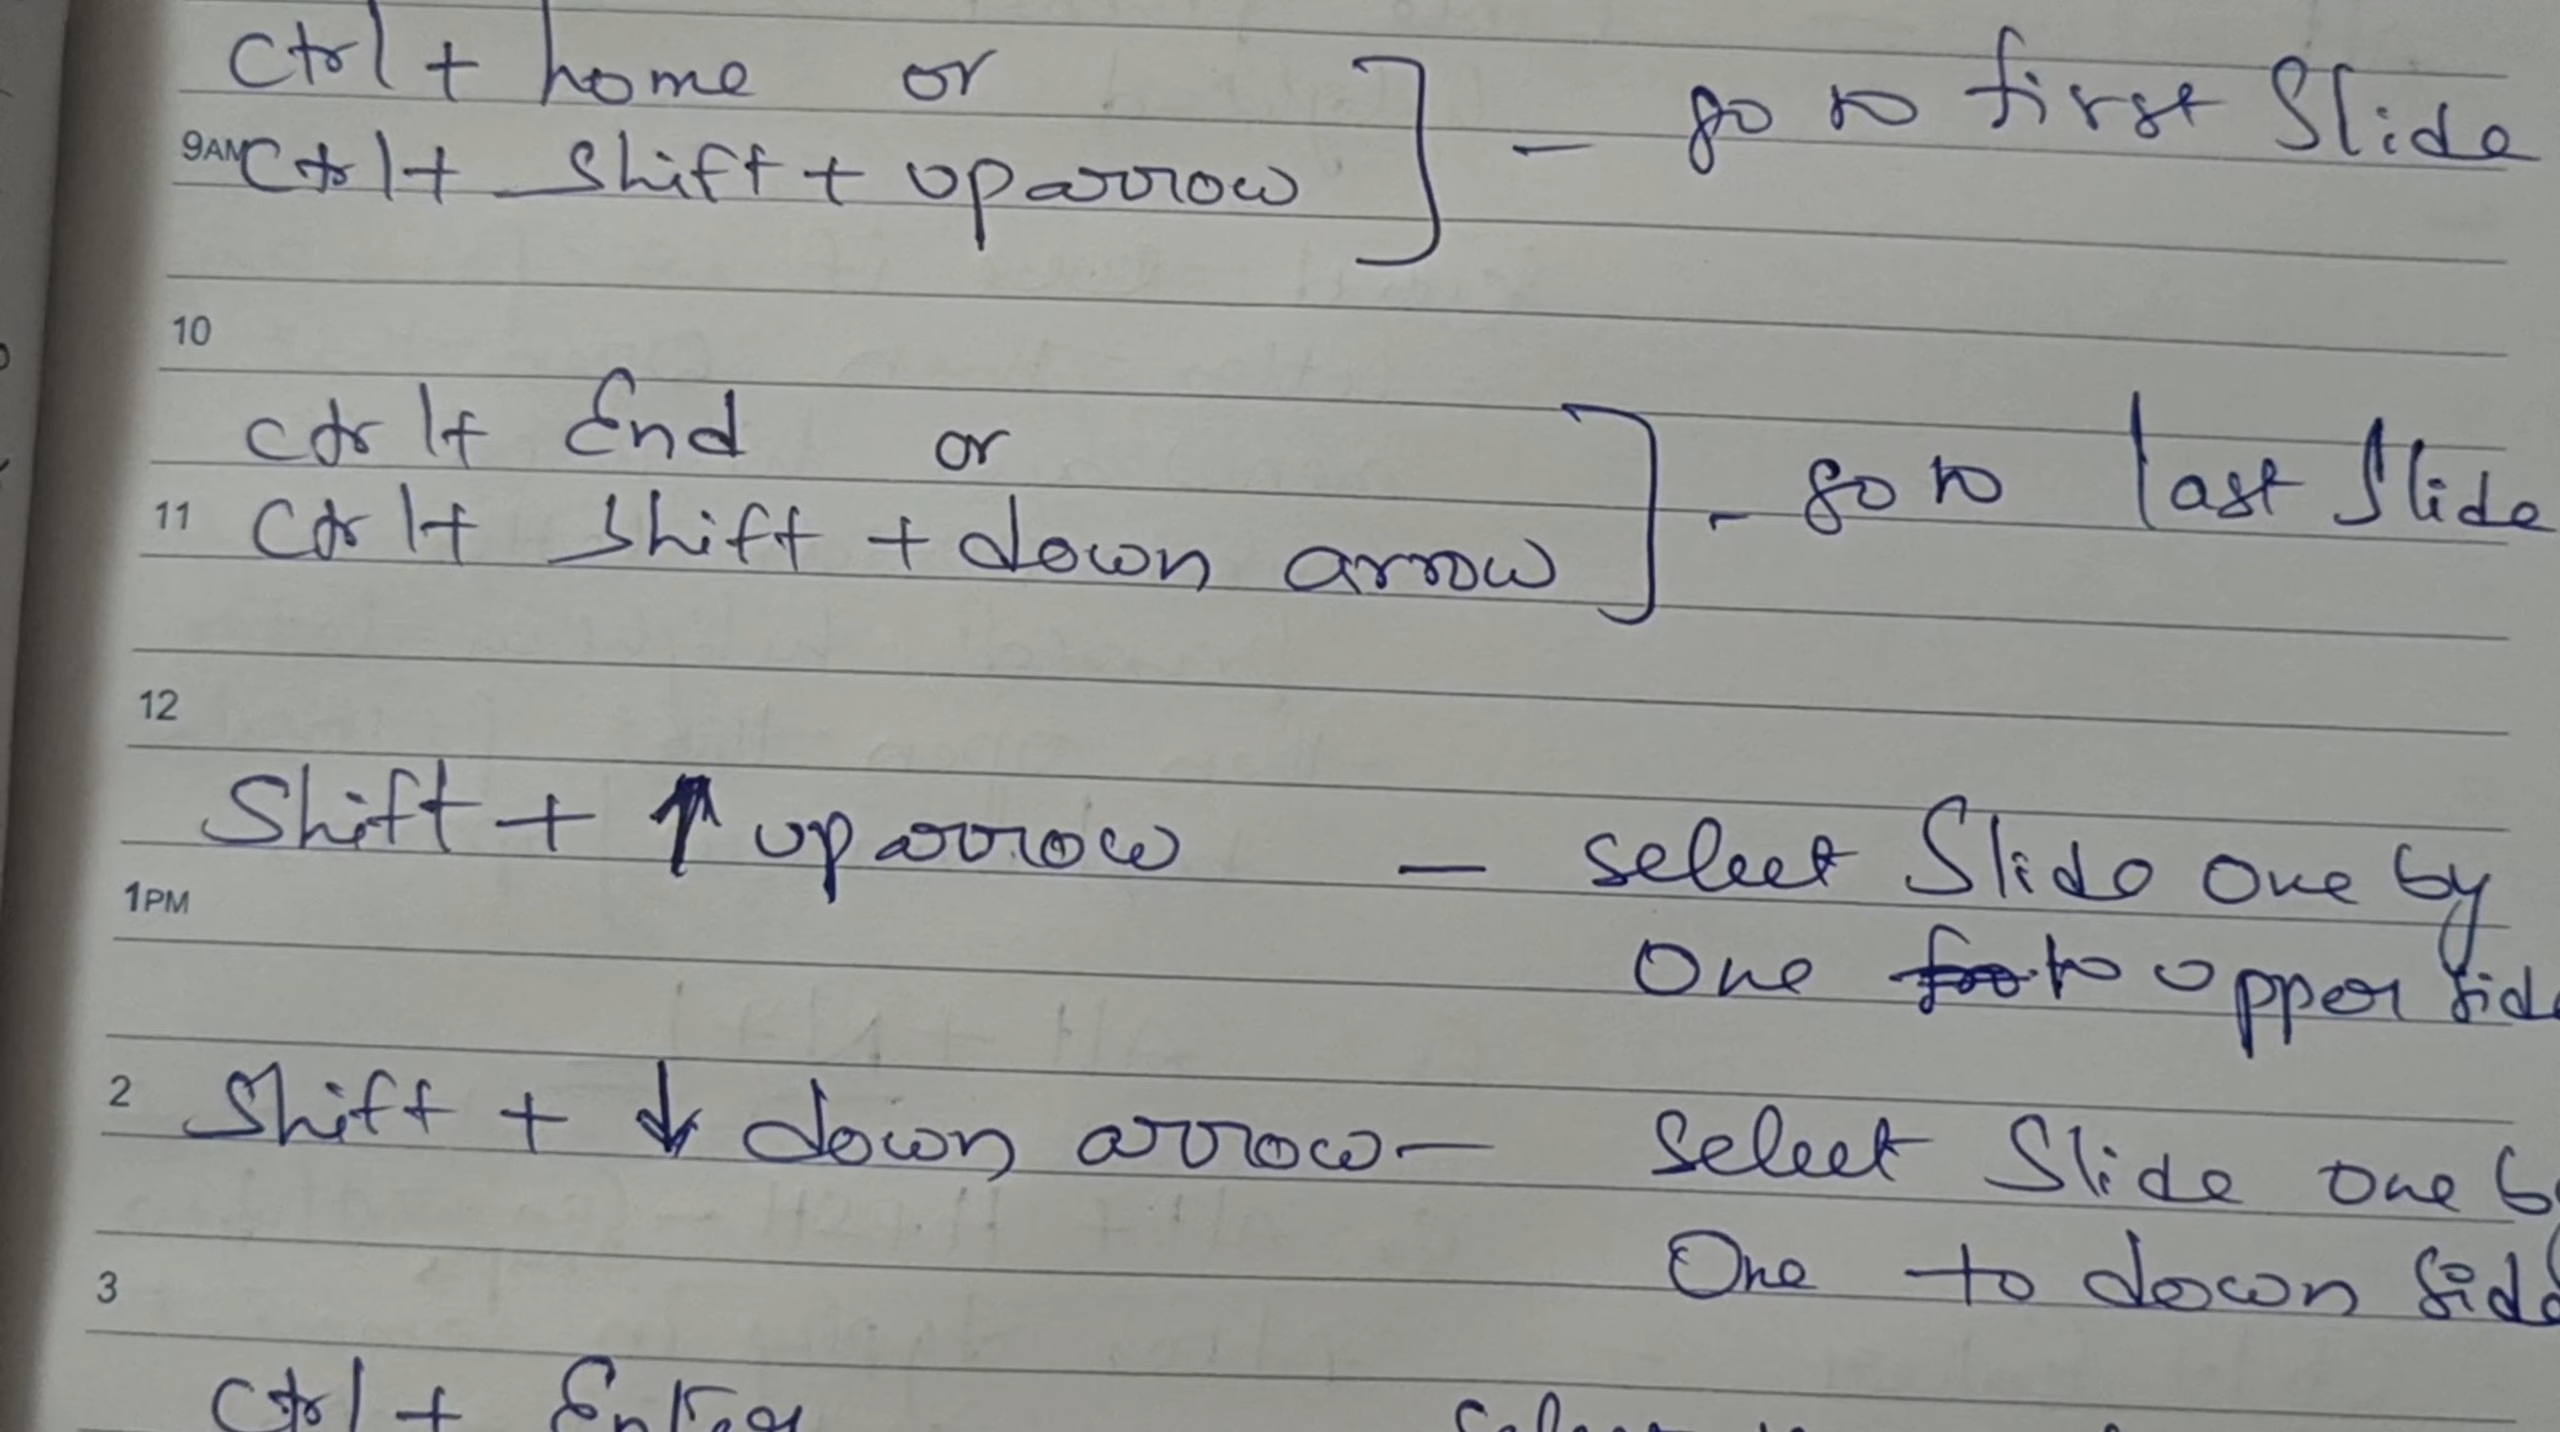 Ctrl + home or
9AM Ctrl + Shift + up arrow ] - go to first Slide
10
Ctrl + End or
11 Ctrl + Shift + down arrow ] - go to last Slide
12
Shift + ↑ up arrow - select Slide one by
1PM
One to upper side
2 Shift + ↓ down arrow - Select Slide one b
One to down side
3
Ctrl + Enter